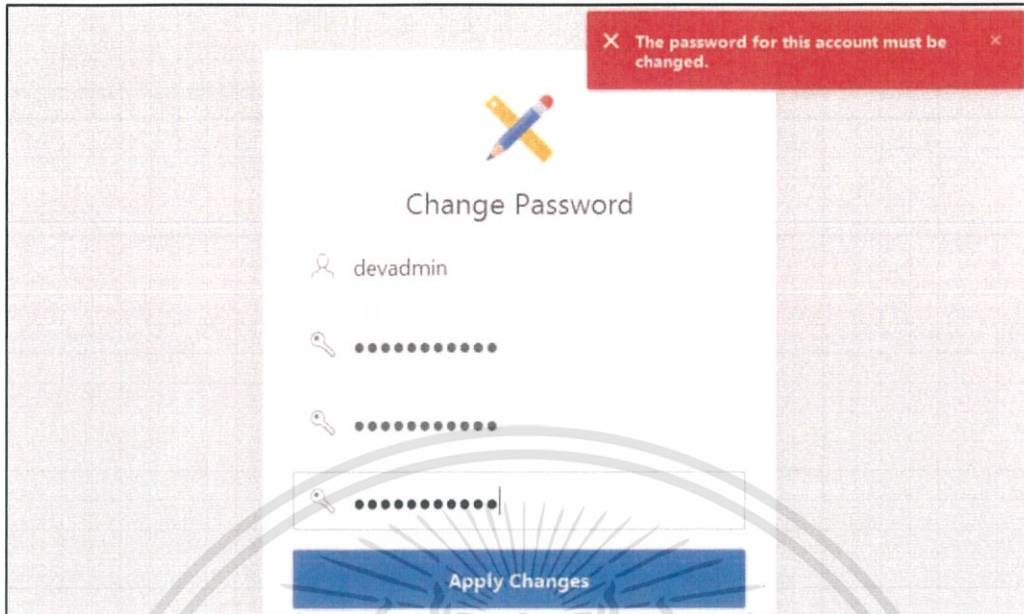 The password for this account must be
changed.
Change Password
devadmin
•••••••••••
•••••••••••
•••••••••••
Apply Changes